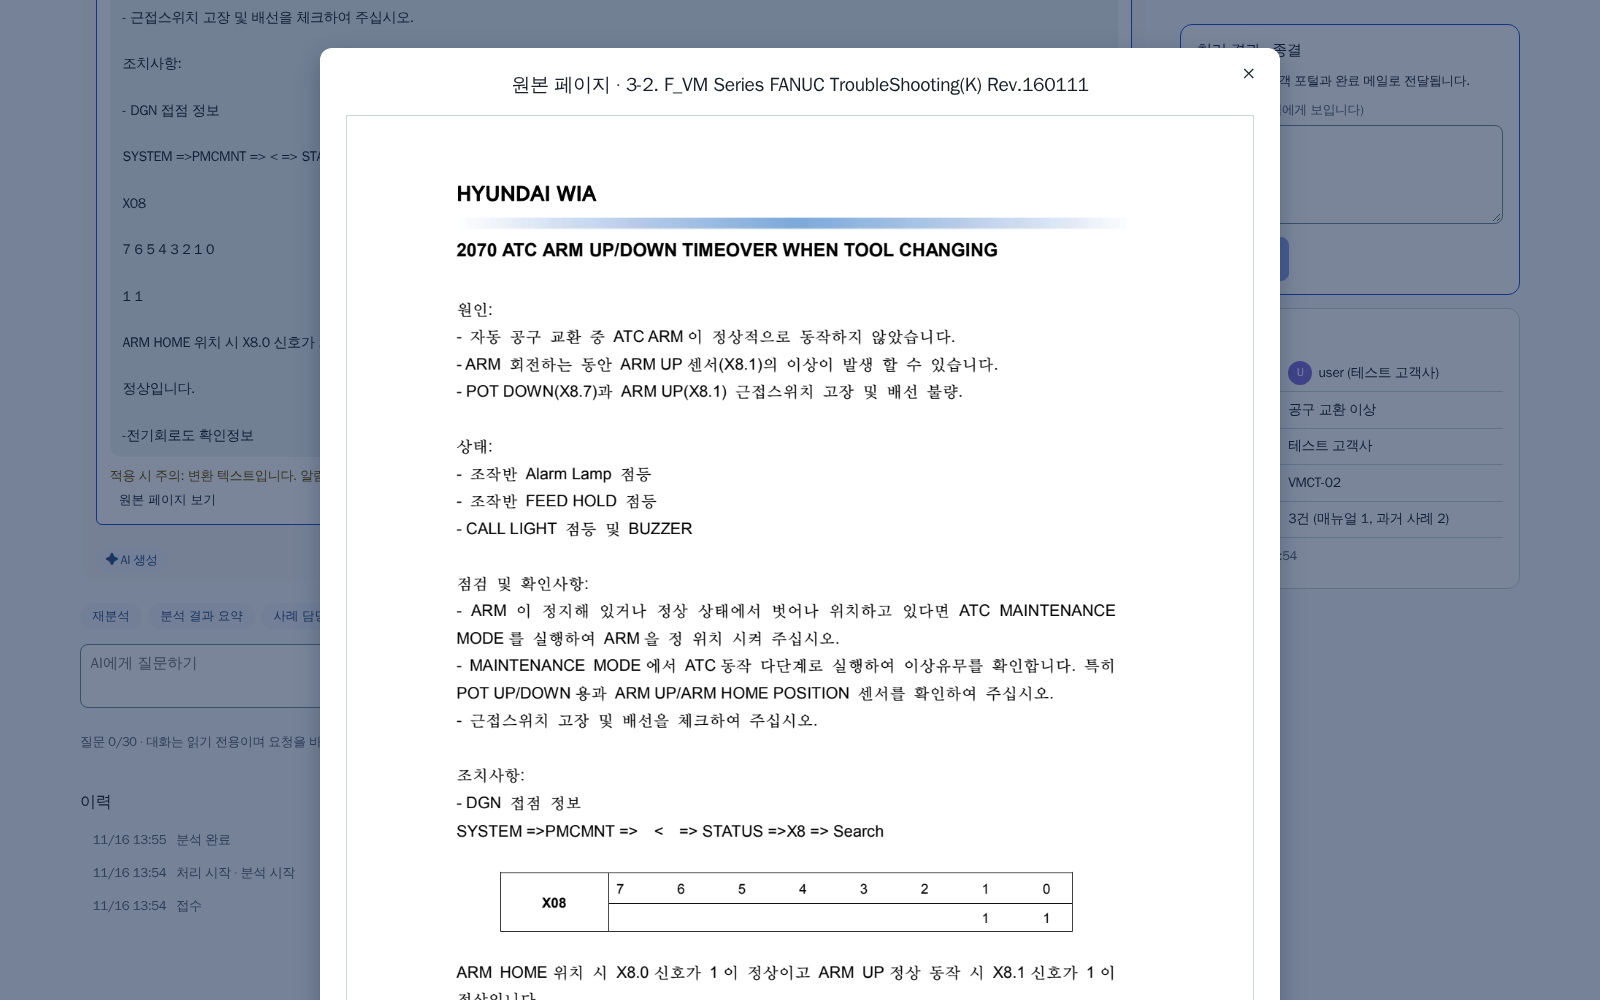 - 근접스위치 고장 및 배선을 체크하여 주십시오.
조치사항:
- DGN 접점 정보
SYSTEM =>PMCMNT => < => STA
X08
7 6 5 4 3 2 1 0
1 1
ARM HOME 위치 시 X8.0 신호가
정상입니다.
-전기회로도 확인정보
적용 시 주의: 변환 텍스트입니다.
원본 페이지 보기
AI 생성
재분석
분석 결과 요약
사례
AI에게 질문하기
질문 0/30 · 대화는 읽기 전용이며 요청을
이력
11/16 13:55 분석 완료
11/16 13:54 처리 시작 · 분석 시작
11/16 13:54 접수
원본 페이지 · 3-2. F_VM Series FANUC TroubleShooting(K) Rev.160111
HYUNDAI WIA
2070 ATC ARM UP/DOWN TIMEOVER WHEN TOOL CHANGING
원인:
- 자동 공구 교환 중 ATC ARM 이 정상적으로 동작하지 않았습니다.
- ARM 회전하는 동안 ARM UP 센서(X8.1)의 이상이 발생 할 수 있습니다.
- POT DOWN(X8.7)과 ARM UP(X8.1) 근접스위치 고장 및 배선 불량.
상태:
- 조작반 Alarm Lamp 점등
- 조작반 FEED HOLD 점등
- CALL LIGHT 점등 및 BUZZER
점검 및 확인사항:
- ARM 이 정지해 있거나 정상 상태에서 벗어나 위치하고 있다면 ATC MAINTENANCE
MODE 를 실행하여 ARM 을 정 위치 시켜 주십시오.
- MAINTENANCE MODE 에서 ATC 동작 다단계로 실행하여 이상유무를 확인합니다. 특히
POT UP/DOWN 용과 ARM UP/ARM HOME POSITION 센서를 확인하여 주십시오.
- 근접스위치 고장 및 배선을 체크하여 주십시오.
조치사항:
- DGN 접점 정보
SYSTEM =>PMCMNT => < => STATUS =>X8 => Search
X08
7 6 5 4 3 2 1 0
1 1
ARM HOME 위치 시 X8.0 신호가 1 이 정상이고 ARM UP 정상 동작 시 X8.1 신호가 1 이
정상입니다.
종결
포털과 완료 메일로 전달됩니다.
에게 보입니다)
U user (테스트 고객사)
공구 교환 이상
테스트 고객사
VMCT-02
3건 (매뉴얼 1, 과거 사례 2)
:54